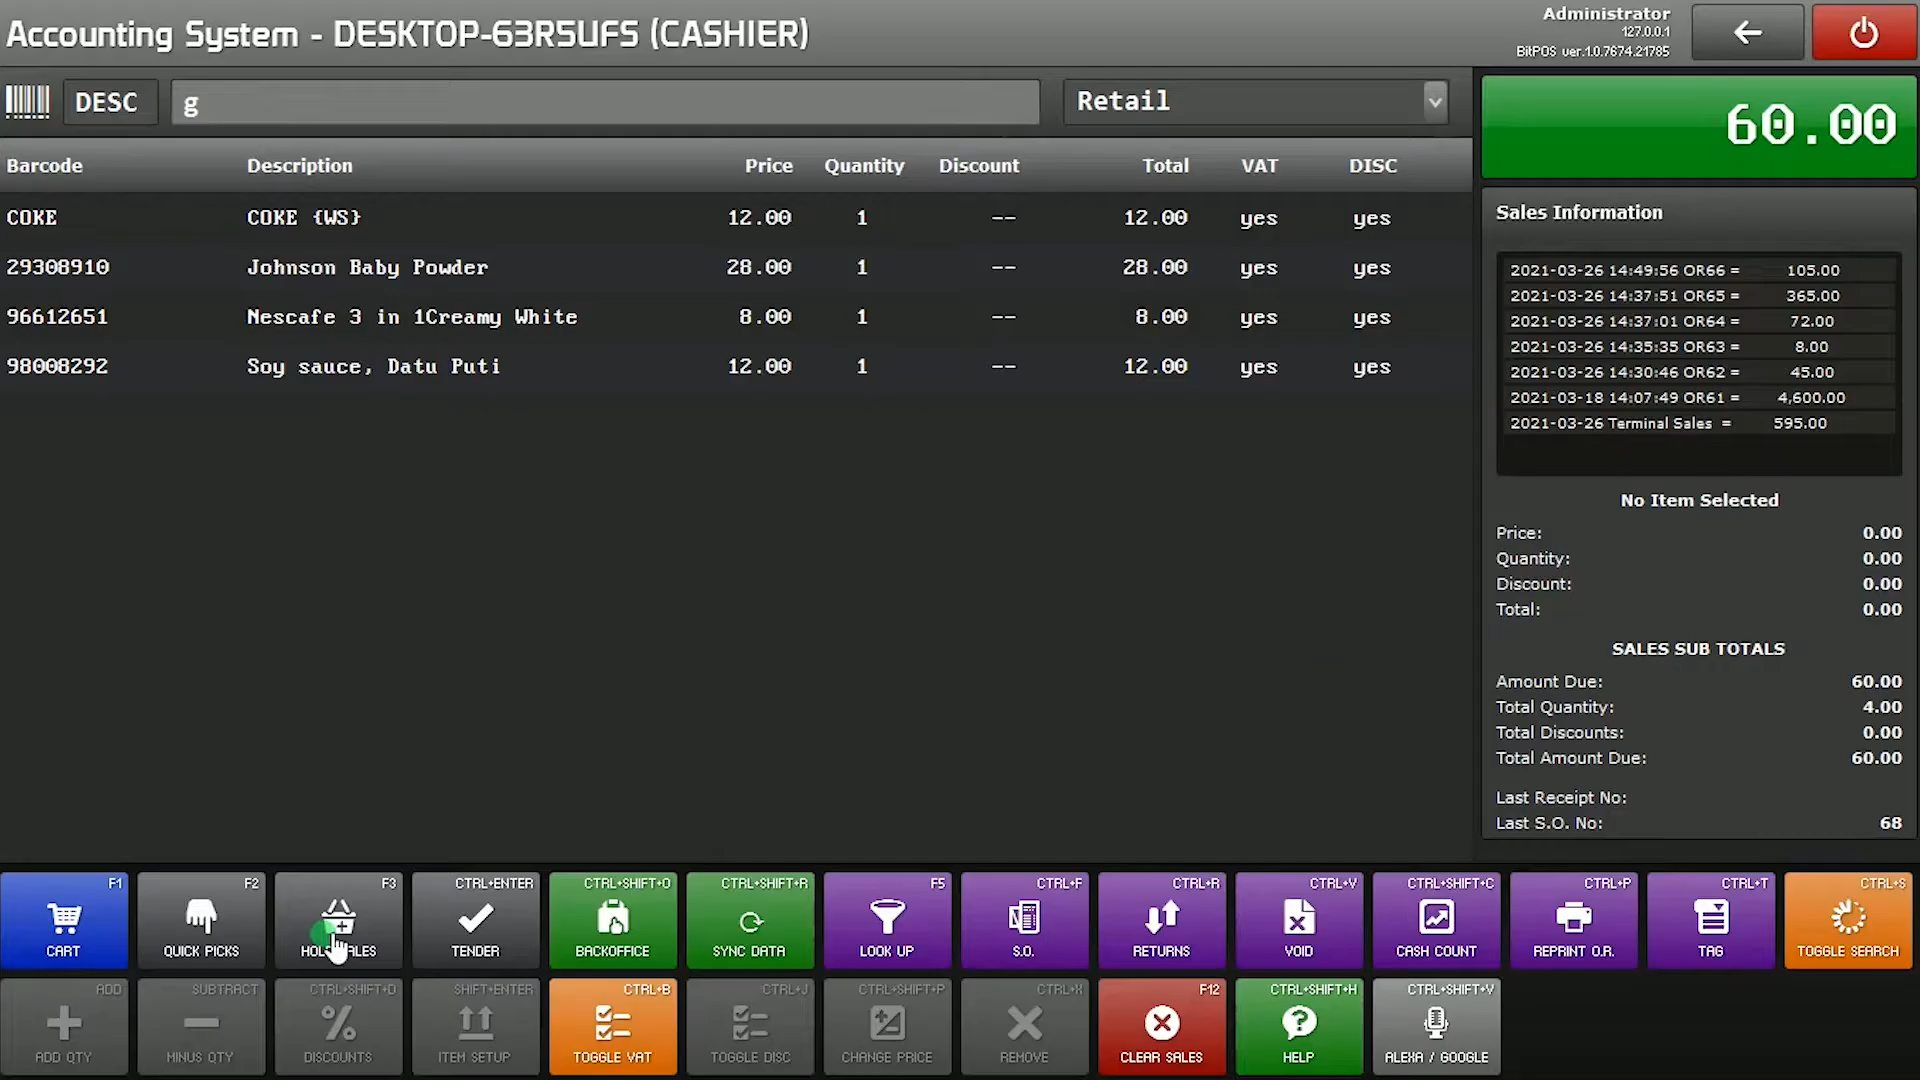 Accounting System - DESKTOP-63R5UFS (CASHIER)
Administrator
127.0.0.1
BitPOS ver.1.0.7674.21785
DESC
g
Retail
60.00
Barcode Description Price Quantity Discount Total VAT DISC
COKE COKE {WS} 12.00 1 -- 12.00 yes yes
29308910 Johnson Baby Powder 28.00 1 -- 28.00 yes yes
96612651 Nescafe 3 in 1Creamy White 8.00 1 -- 8.00 yes yes
98008292 Soy sauce, Datu Puti 12.00 1 -- 12.00 yes yes
Sales Information
2021-03-26 14:49:56 OR66 = 105.00
2021-03-26 14:37:51 OR65 = 365.00
2021-03-26 14:37:01 OR64 = 72.00
2021-03-26 14:35:35 OR63 = 8.00
2021-03-26 14:30:46 OR62 = 45.00
2021-03-18 14:07:49 OR61 = 4,600.00
2021-03-26 Terminal Sales = 595.00
No Item Selected
Price: 0.00
Quantity: 0.00
Discount: 0.00
Total: 0.00
SALES SUB TOTALS
Amount Due: 60.00
Total Quantity: 4.00
Total Discounts: 0.00
Total Amount Due: 60.00
Last Receipt No:
Last S.O. No: 68
F1 F2 F3 CTRL+ENTER CTRL+SHIFT+O CTRL+SHIFT+R F5 CTRL+F CTRL+R CTRL+V CTRL+SHIFT+C CTRL+P CTRL+T CTRL+S
CART QUICK PICKS TENDER BACKOFFICE SYNC DATA LOOK UP S.O. RETURNS VOID CASH COUNT REPRINT O.R. TAG TOGGLE SEARCH
ADD SUBTRACT CTRL+SHIFT+D SHIFT+ENTER CTRL+B CTRL+J CTRL+SHIFT+P CTRL+X F12 CTRL+SHIFT+H CTRL+SHIFT+V
ADD QTY MINUS QTY DISCOUNTS ITEM SETUP TOGGLE VAT TOGGLE DISC CHANGE PRICE REMOVE CLEAR SALES HELP ALEXA / GOOGLE